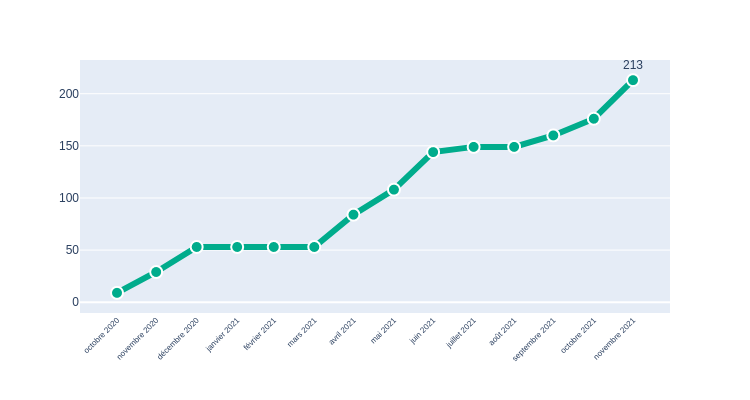 213
200
150
100
50
0
octobre 2020
novembre 2020
décembre 2020
janvier 2021
février 2021
mars 2021
avril 2021
mai 2021
juin 2021
juillet 2021
août 2021
septembre 2021
octobre 2021
novembre 2021